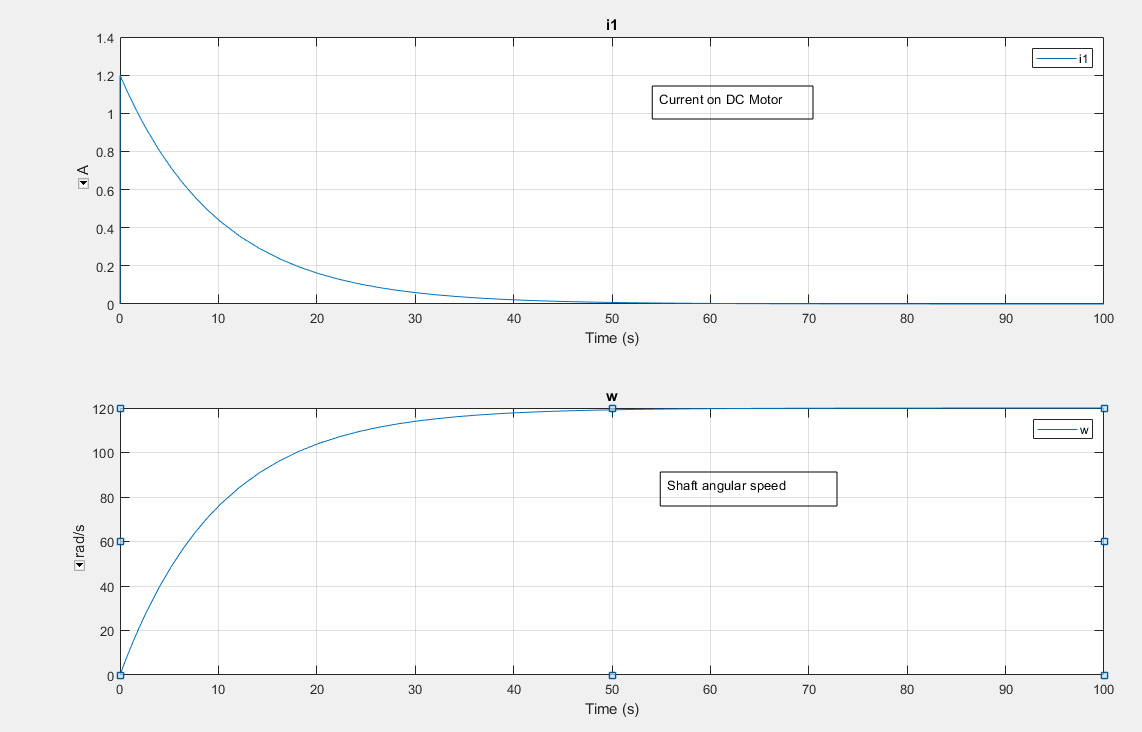 i1
1.4
1.2
1
0.8
0.6
0.4
0.2
0
A
i1
Current on DC Motor
0 10 20 30 40 50 60 70 80 90 100
Time (s)
w
120
100
80
60
40
20
0
rad/s
w
Shaft angular speed
0 10 20 30 40 50 60 70 80 90 100
Time (s)